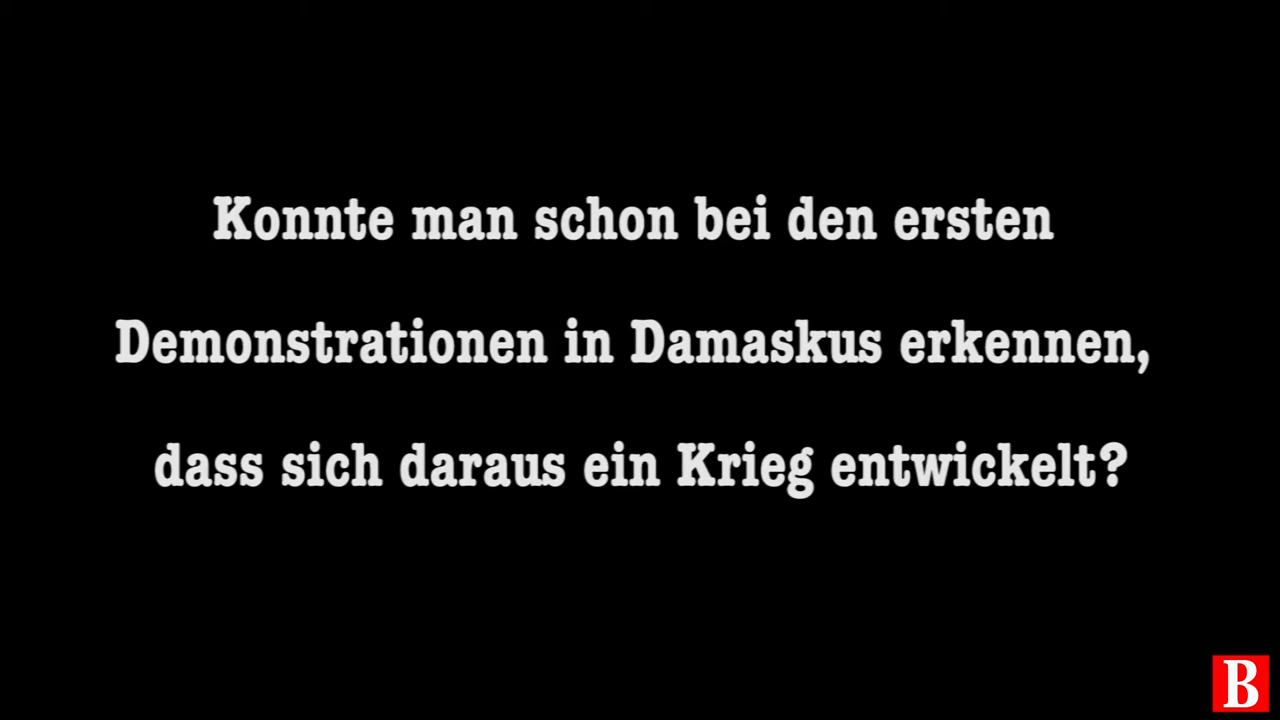 Konnte man schon bei den ersten
Demonstrationen in Damaskus erkennen,
dass sich daraus ein Krieg entwickelt?
B